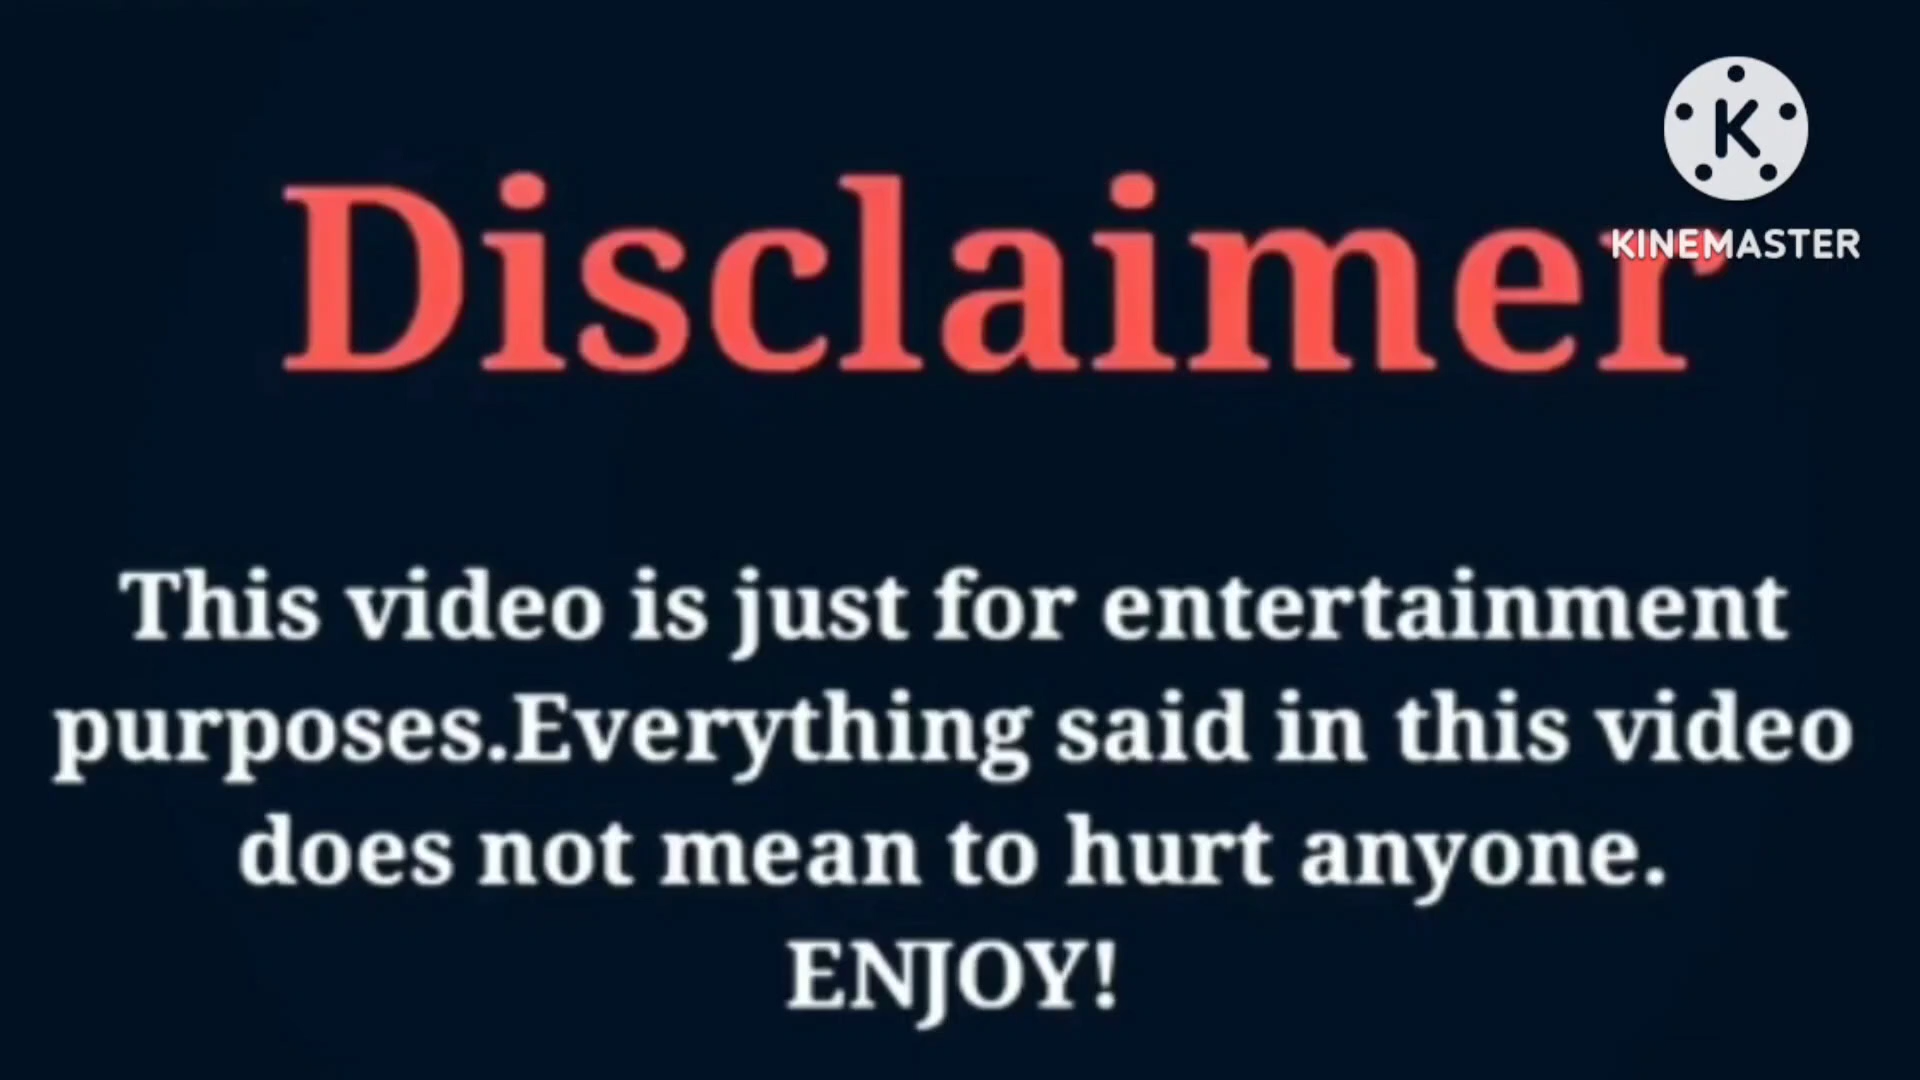 K
KINEMASTER
Disclaimer
This video is just for entertainment
purposes.Everything said in this video
does not mean to hurt anyone.
ENJOY!